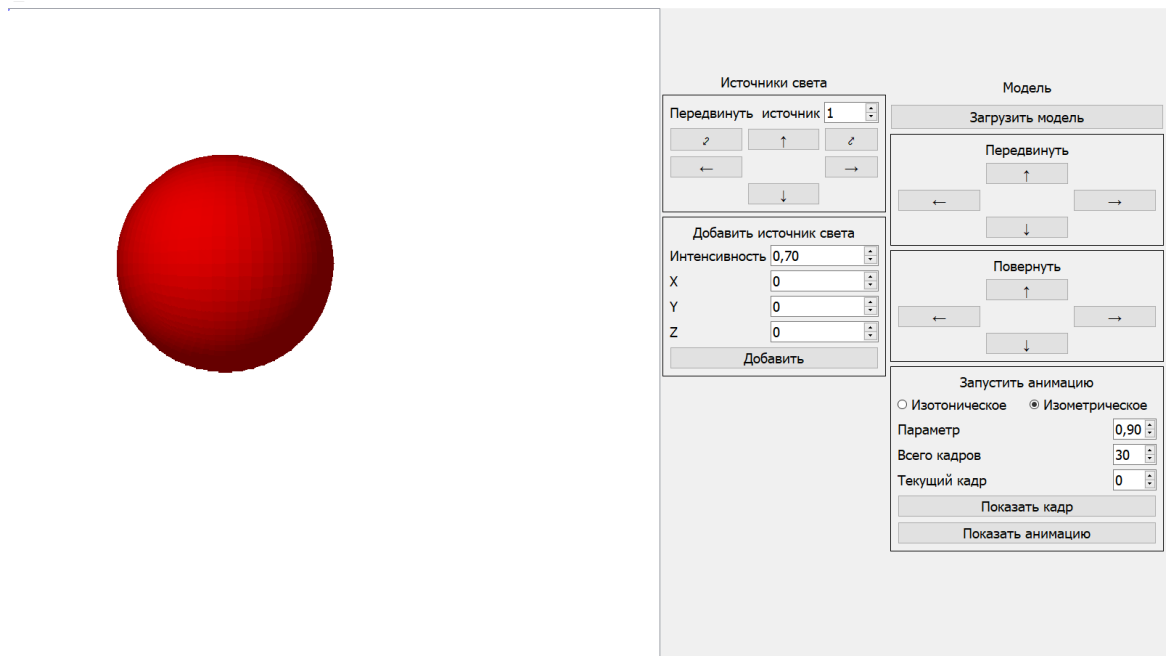 Источники света
Передвинуть источник 1
↑
← →
↓
Добавить источник света
Интенсивность 0,70
X 0
Y 0
Z 0
Добавить
Модель
Загрузить модель
Передвинуть
↑
← →
↓
Повернуть
↑
← →
↓
Запустить анимацию
Изотоническое Изометрическое
Параметр 0,90
Всего кадров 30
Текущий кадр 0
Показать кадр
Показать анимацию